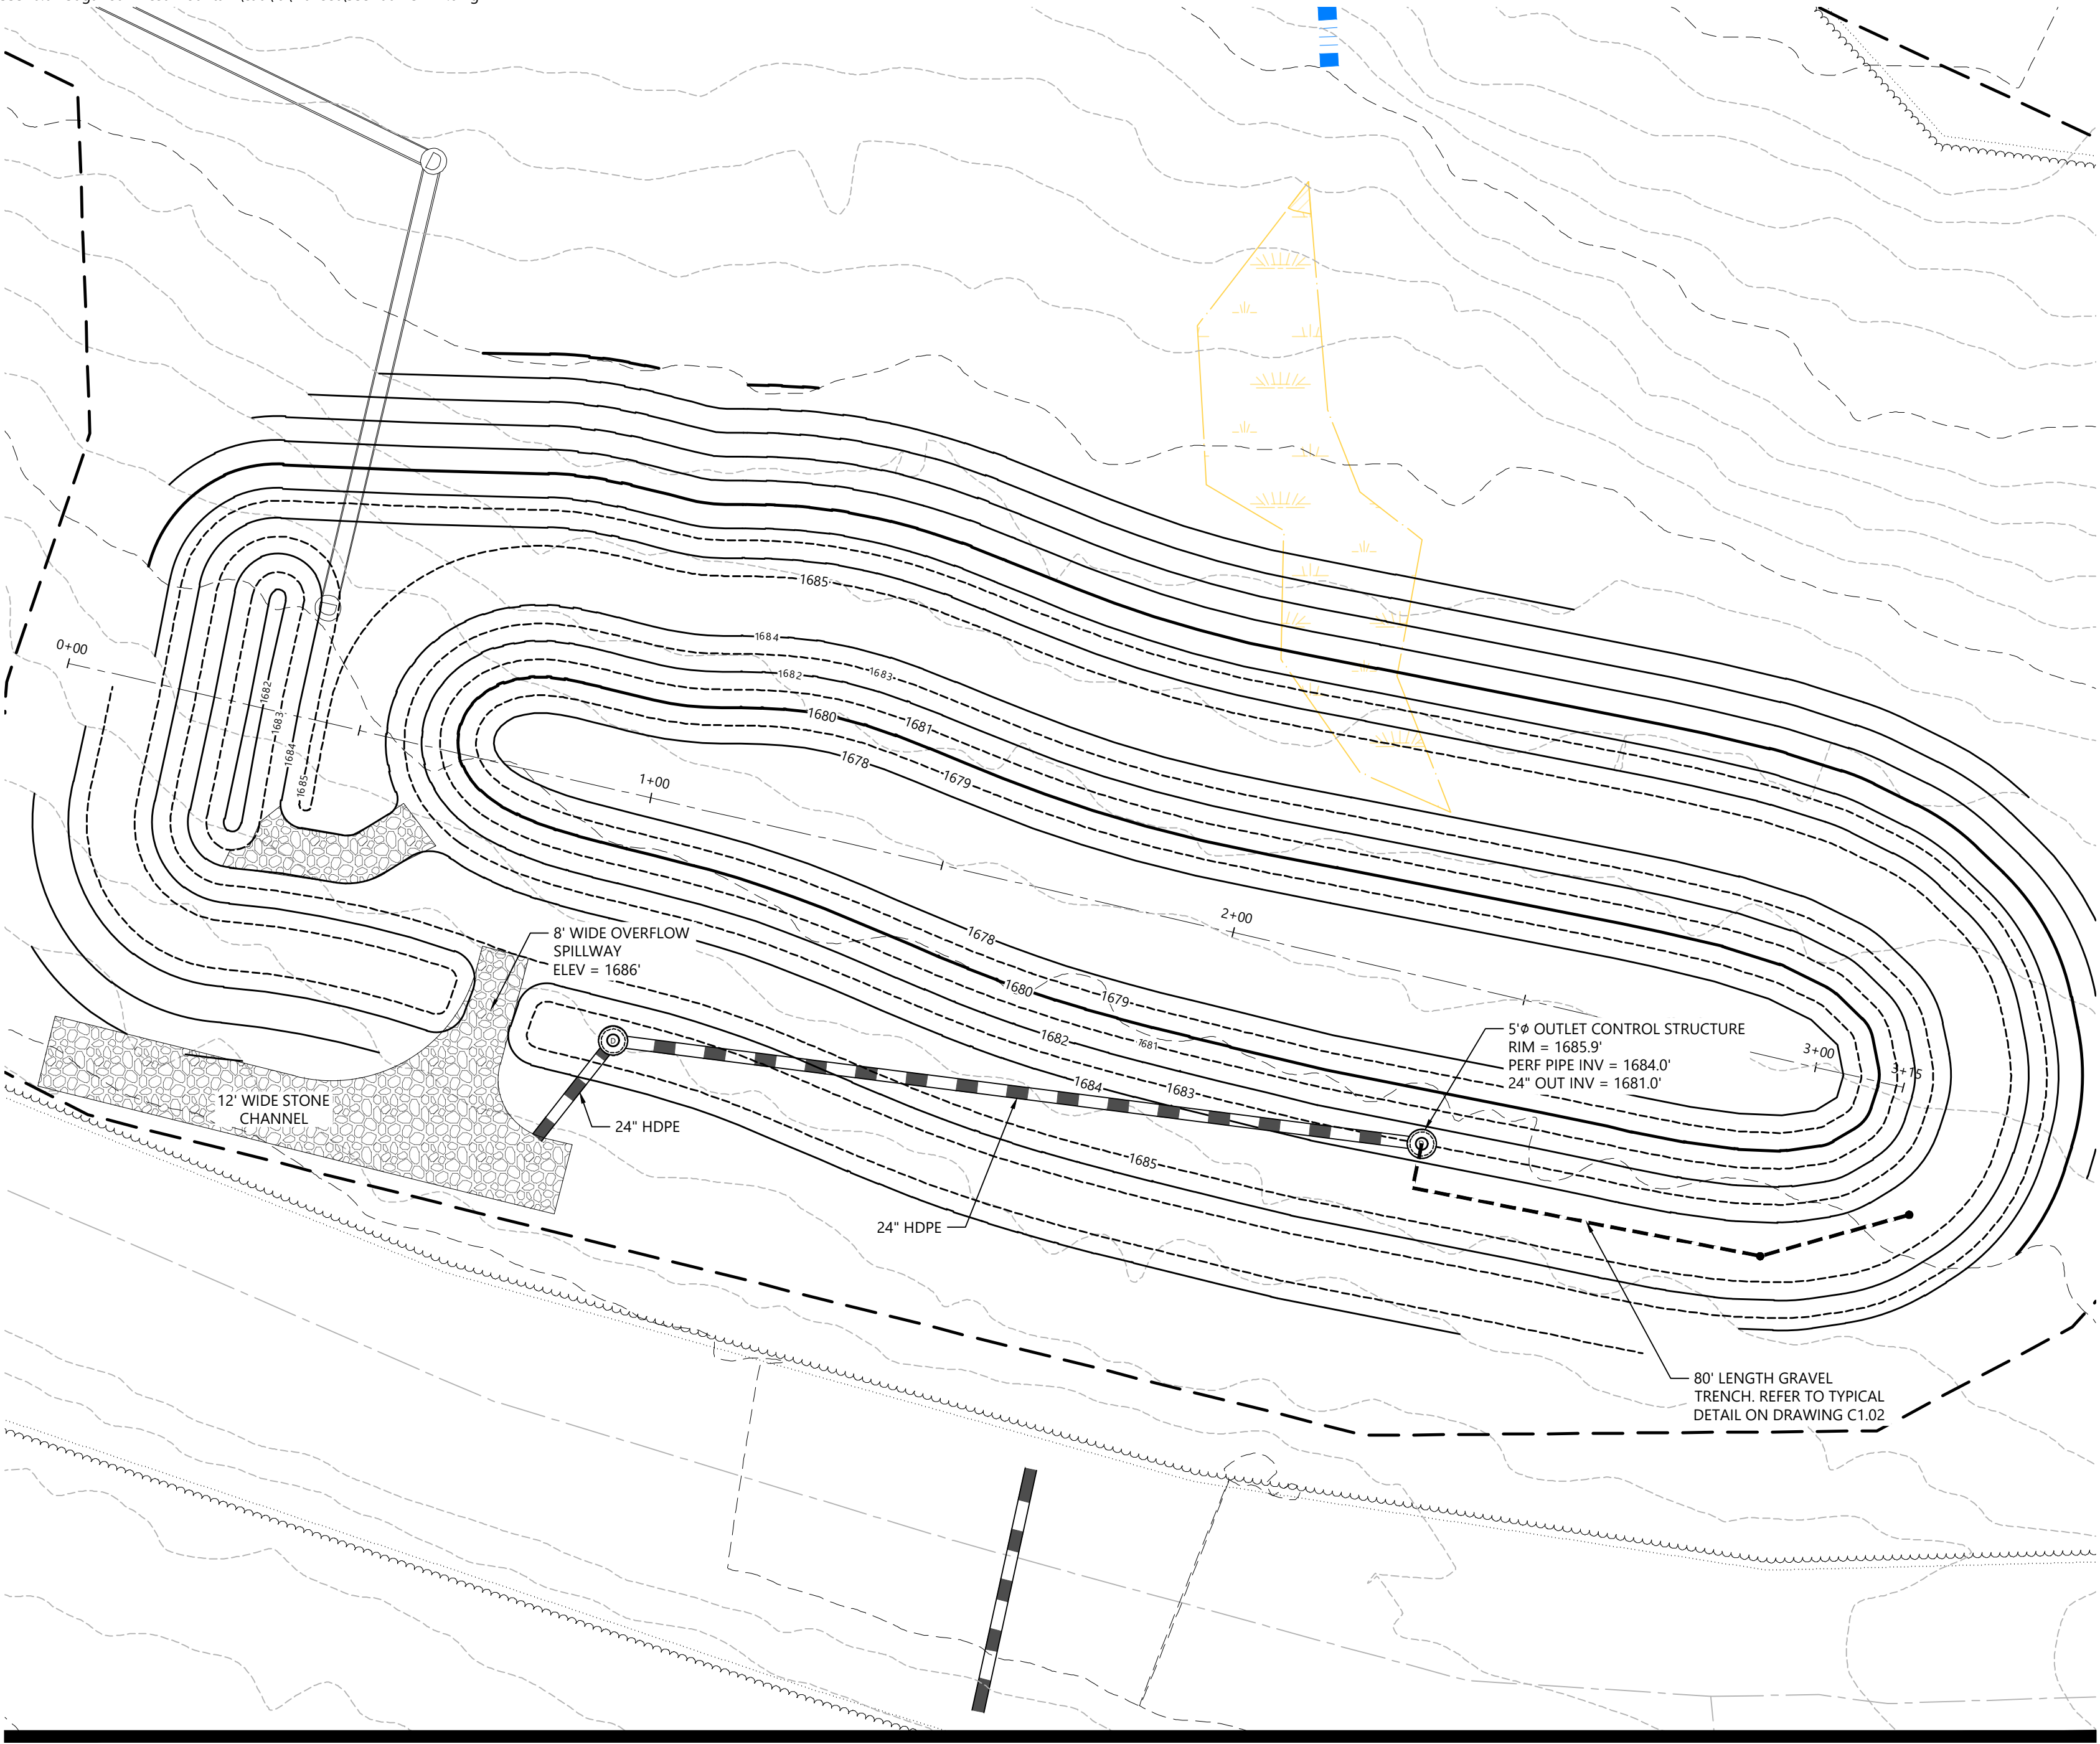 0+00
1682
1683
1684
1685
1685
1684
1683
1682
1681
1680
1679
1678
1+00
2+00
3+00
3+15
8' WIDE OVERFLOW
SPILLWAY
ELEV = 1686'
1678
1679
1680
1681
1682
1683
1684
1685
5'ø OUTLET CONTROL STRUCTURE
RIM = 1685.9'
PERF PIPE INV = 1684.0'
24" OUT INV = 1681.0'
12' WIDE STONE
CHANNEL
24" HDPE
24" HDPE
80' LENGTH GRAVEL
TRENCH. REFER TO TYPICAL
DETAIL ON DRAWING C1.02
D
D
D